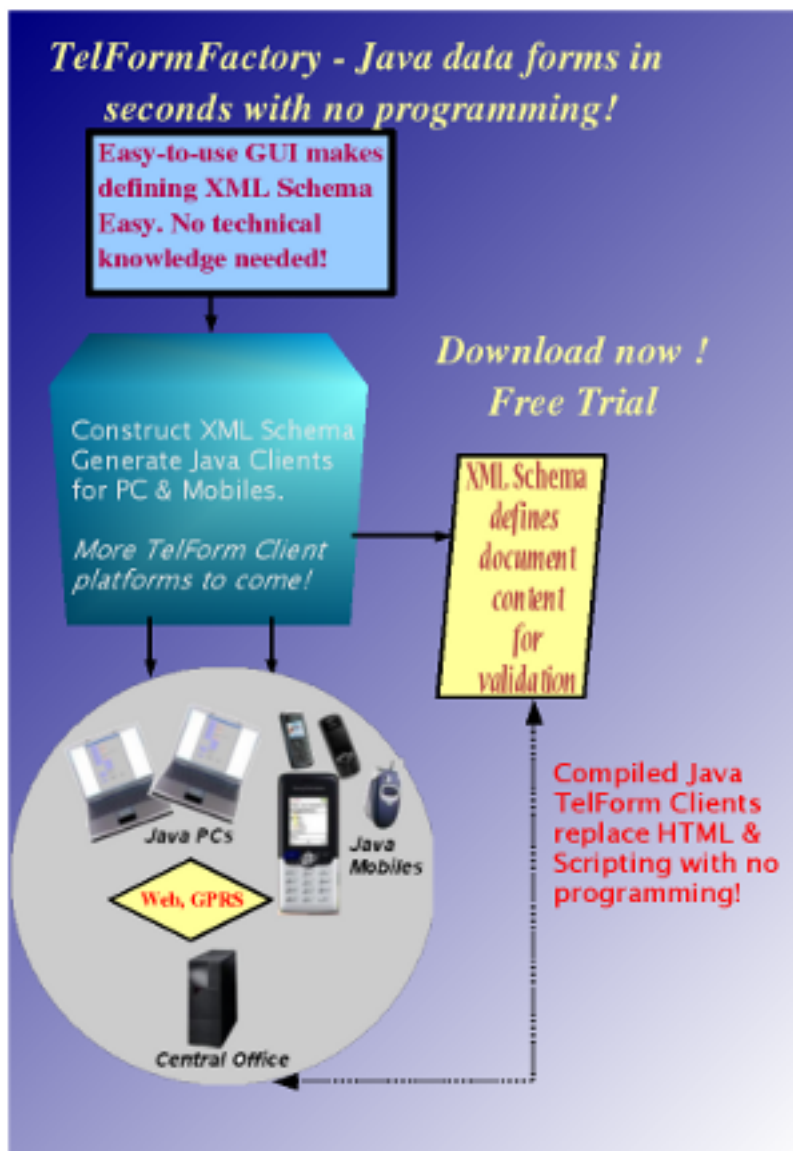 TelFormFactory - Java data forms in
seconds with no programming!
Easy-to-use GUI makes
defining XML Schema
Easy. No technical
knowledge needed!
Download now !
Free Trial
Construct XML Schema
Generate Java Clients
for PC & Mobiles.
More TelForm Client
platforms to come!
XML Schema
defines
document
content
for
validation
Compiled Java
TelForm Clients
replace HTML &
Scripting with no
programming!
Java PCs
Java
Mobiles
Web, GPRS
Central Office